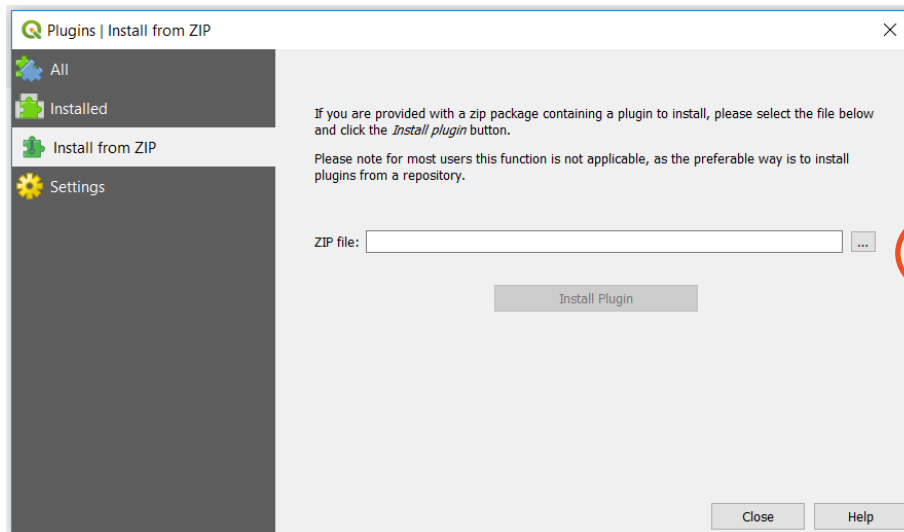 Plugins | Install from ZIP
All
Installed
Install from ZIP
Settings
If you are provided with a zip package containing a plugin to install, please select the file below
and click the Install plugin button.
Please note for most users this function is not applicable, as the preferable way is to install
plugins from a repository.
ZIP file:
...
Install Plugin
Close
Help